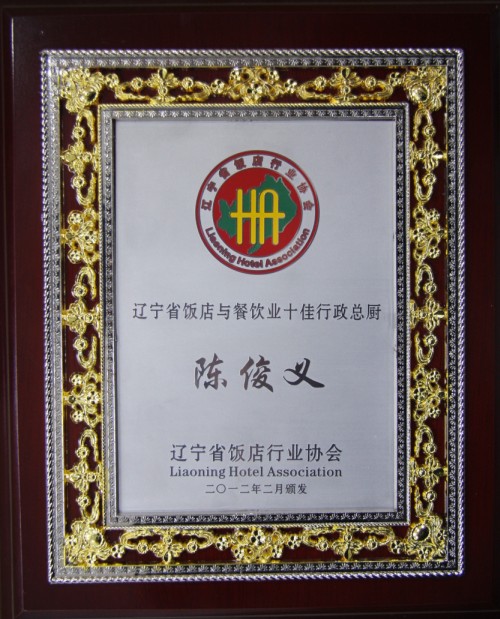 辽宁省饭店行业协会
HA
Liaoning Hotel Association
辽宁省饭店与餐饮业十佳行政总厨
陈俊义
辽宁省饭店行业协会
Liaoning Hotel Association
二〇一二年二月颁发